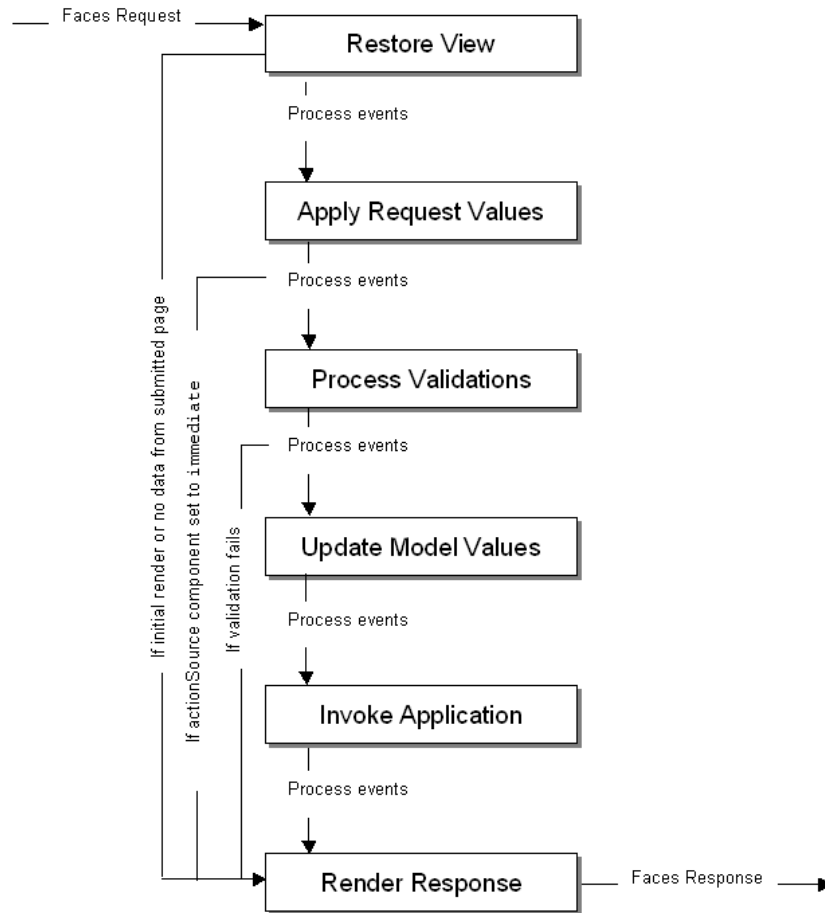 Faces Request
Restore View
Process events
Apply Request Values
Process events
Process Validations
Process events
Update Model Values
Process events
Invoke Application
Process events
Render Response
Faces Response
If initial render or no data from submitted page
If actionSource component set to immediate
If validation fails